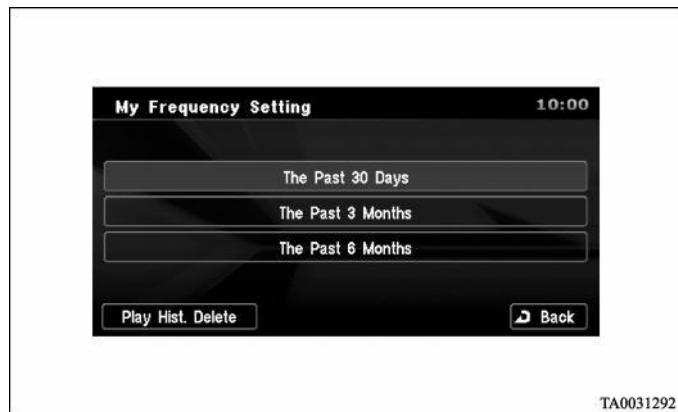 My Frequency Setting 10:00
The Past 30 Days
The Past 3 Months
The Past 6 Months
Play Hist. Delete Back
TA0031292